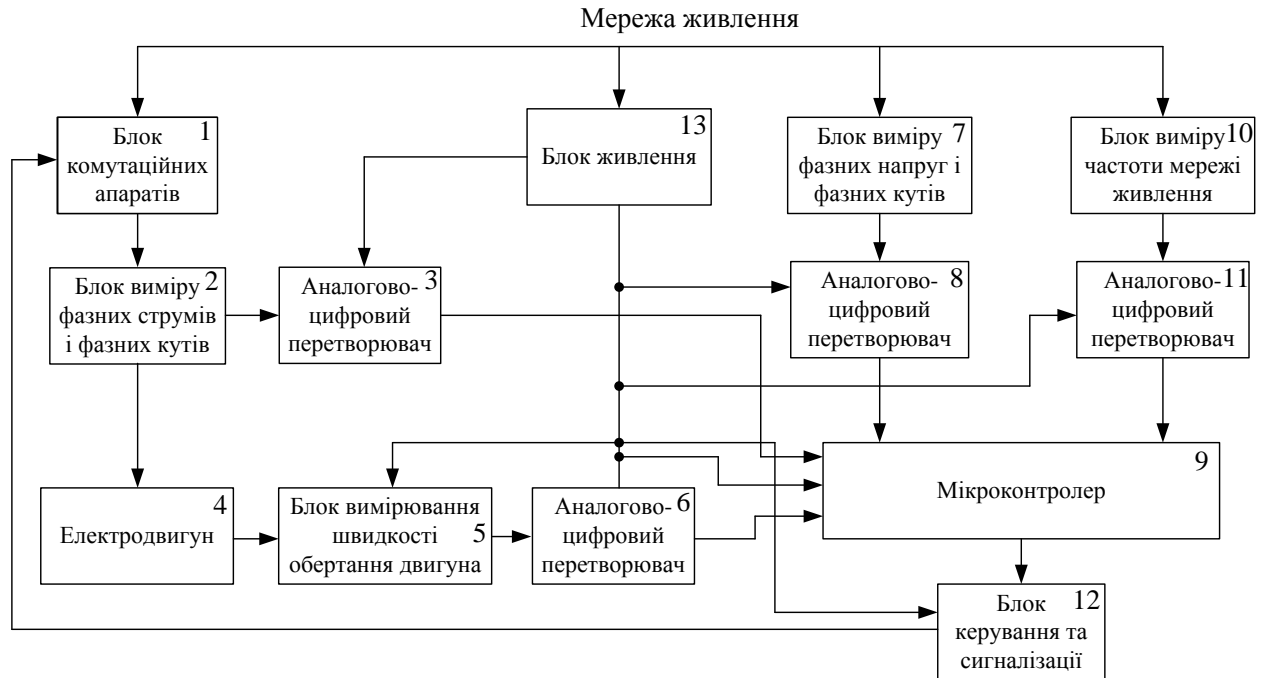 Мережа живлення
1
Блок
комутаційних
апаратів
13
Блок живлення
Блок виміру 7
фазних напруг і
фазних кутів
Блок виміру 10
частоти мережі
живлення
Блок виміру 2
фазних струмів
і фазних кутів
Аналогово- 3
цифровий
перетворювач
Аналогово- 8
цифровий
перетворювач
Аналогово- 11
цифровий
перетворювач
4
Електродвигун
Блок вимірювання
швидкості 5
обертання двигуна
Аналогово- 6
цифровий
перетворювач
9
Мікроконтролер
Блок 12
керування та
сигналізації